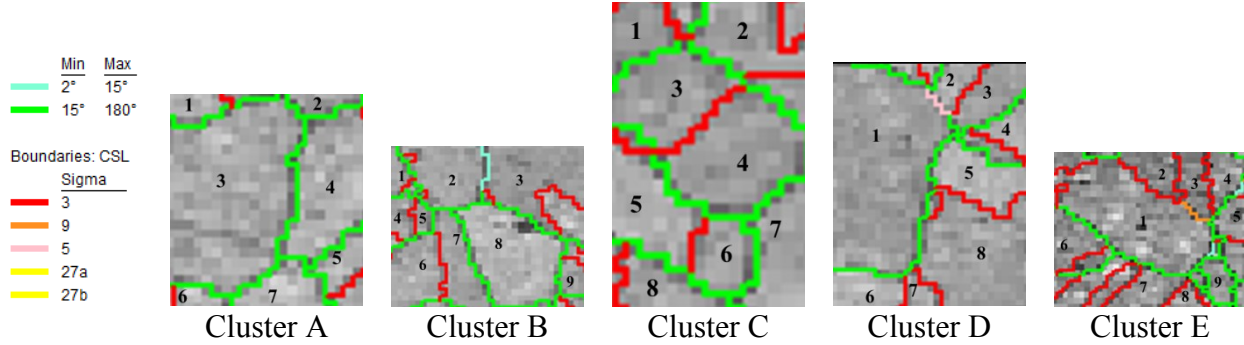 Min Max
2° 15°
15° 180°
Boundaries: CSL
Sigma
3
9
5
27a
27b
1 2 3 4 5 6 7
Cluster A
1 2 3 4 5 6 7 8 9
Cluster B
1 2 3 4 5 6 7 8
Cluster C
1 2 3 4 5 6 7 8
Cluster D
1 2 3 4 5 6 7 8 9
Cluster E